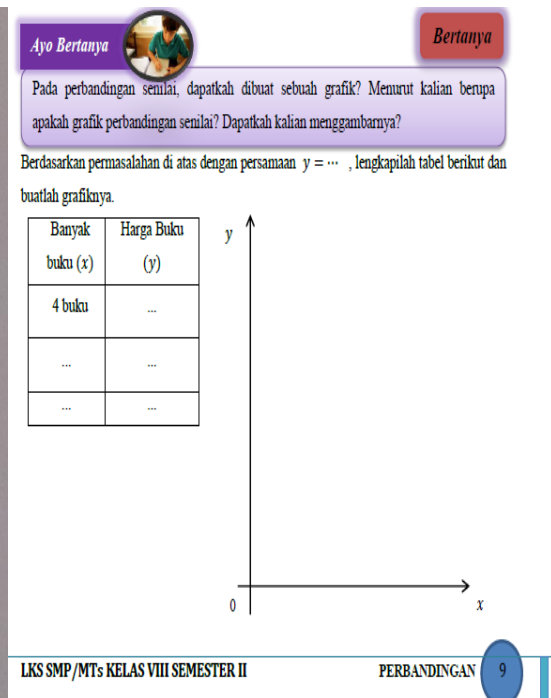 Ayo Bertanya
Bertanya
Pada perbandingan senilai, dapatkah dibuat sebuah grafik? Menurut kalian berupa
apakah grafik perbandingan senilai? Dapatkah kalian menggambarnya?
Berdasarkan permasalahan di atas dengan persamaan y = ⋯ , lengkapilah tabel berikut dan
buatlah grafiknya.
Banyak
buku (x)
Harga Buku
(y)
4 buku
...
...
...
...
...
y
0
x
LKS SMP/MTs KELAS VIII SEMESTER II
PERBANDINGAN
9